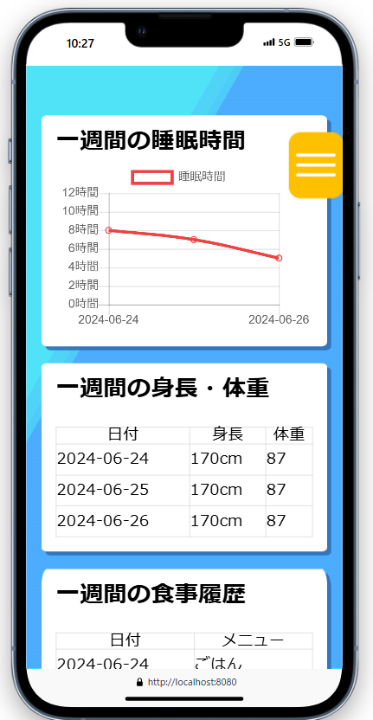 10:27
5G
一週間の睡眠時間
睡眠時間
12時間
10時間
8時間
6時間
4時間
2時間
0時間
2024-06-24 2024-06-26
一週間の身長・体重
日付 身長 体重
2024-06-24 170cm 87
2024-06-25 170cm 87
2024-06-26 170cm 87
一週間の食事履歴
日付 メニュー
2024-06-24 ごはん
http://localhost:8080